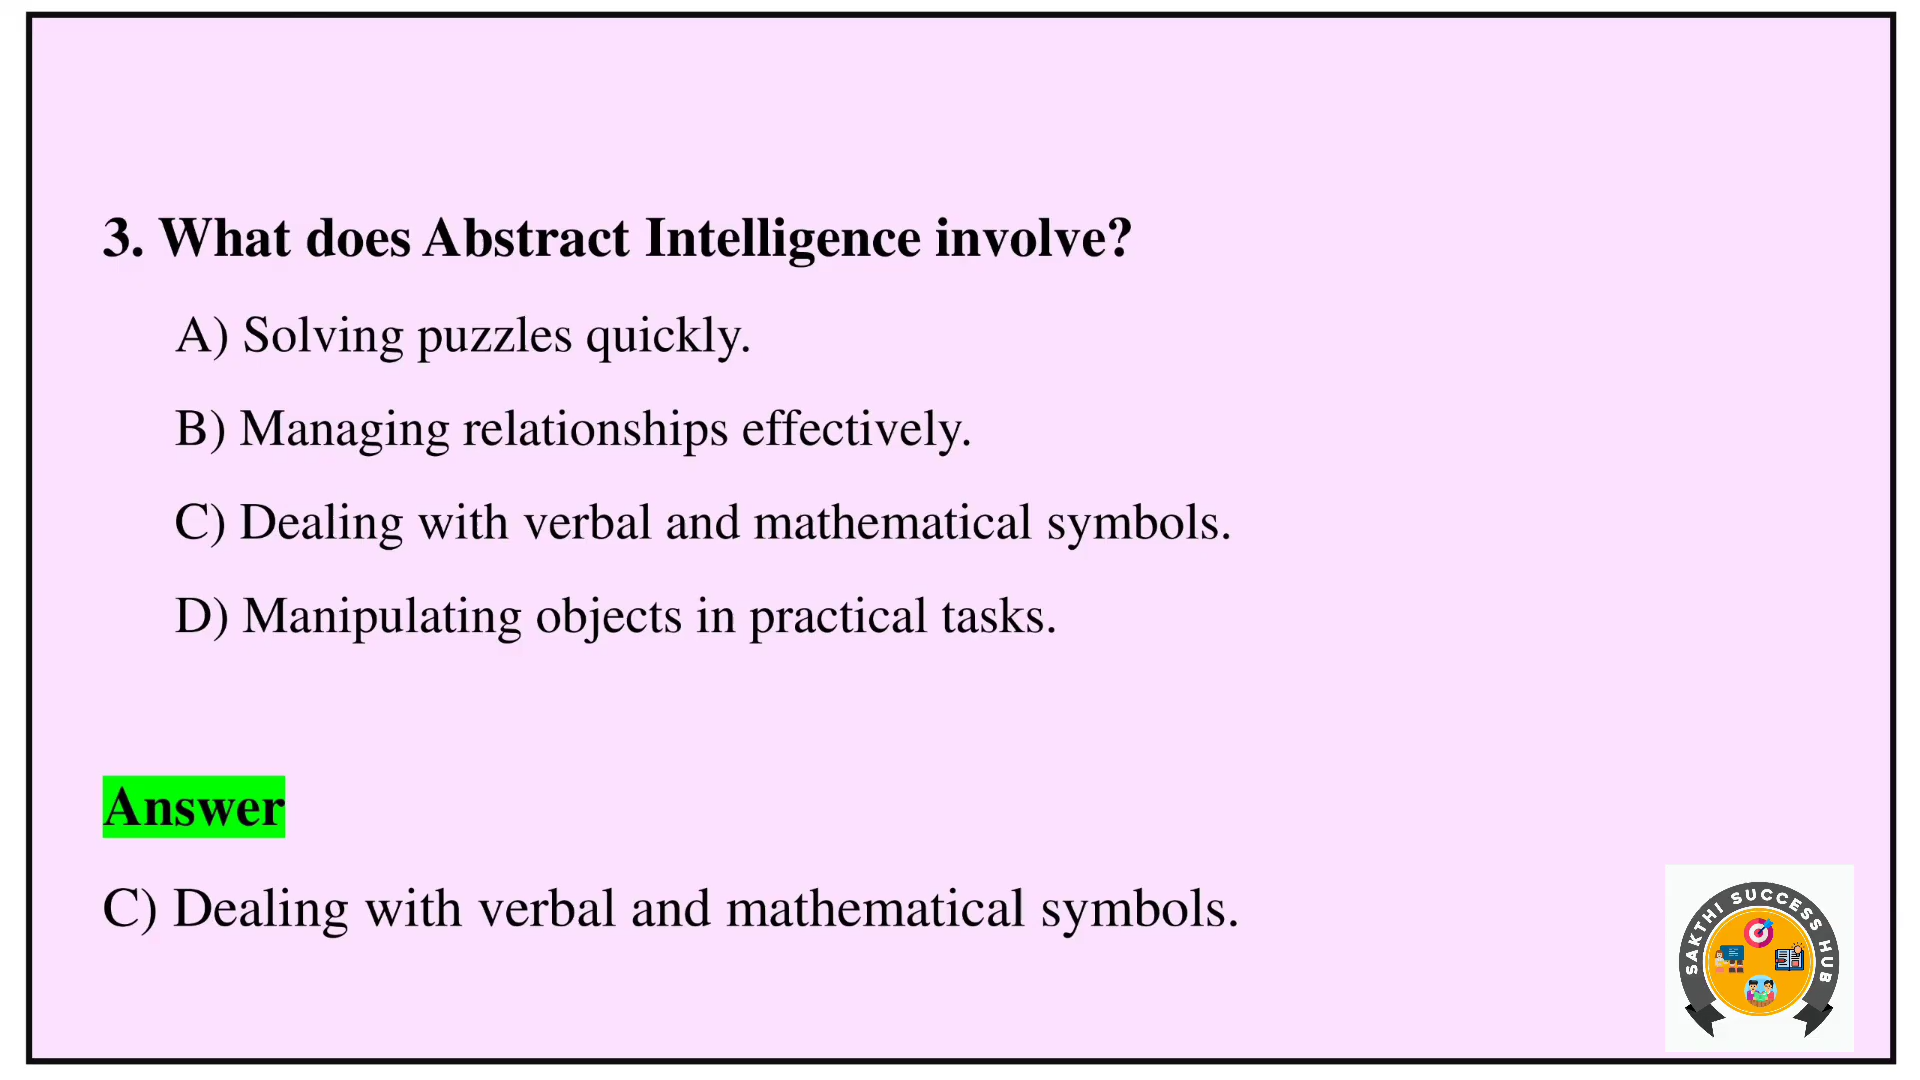 3. What does Abstract Intelligence involve?
A) Solving puzzles quickly.
B) Managing relationships effectively.
C) Dealing with verbal and mathematical symbols.
D) Manipulating objects in practical tasks.
Answer
C) Dealing with verbal and mathematical symbols.
SAKTHI SUCCESS HUB